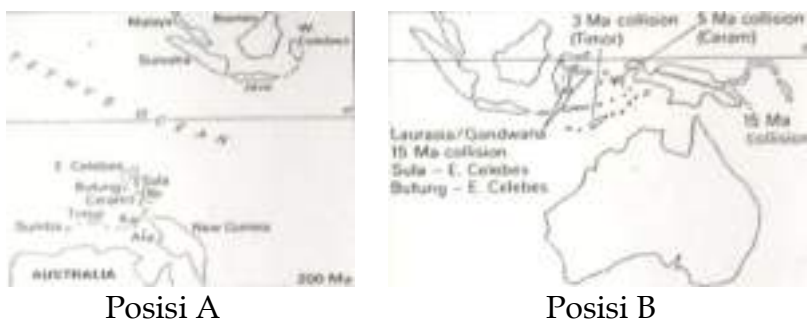 Malaya
Borneo
W.
Celebes
Sumatra
Java
TETHYS
OCEAN
E. Celebes
Sula
Butung
Ceram
Timor
Sumba
New Guinea
AUSTRALIA
200 Ma
Posisi A
3 Ma collision
(Timor)
5 Ma collision
(Ceram)
15 Ma
collision
Laurasia/Gondwana
15 Ma collision
Sula - E. Celebes
Butung - E. Celebes
Posisi B